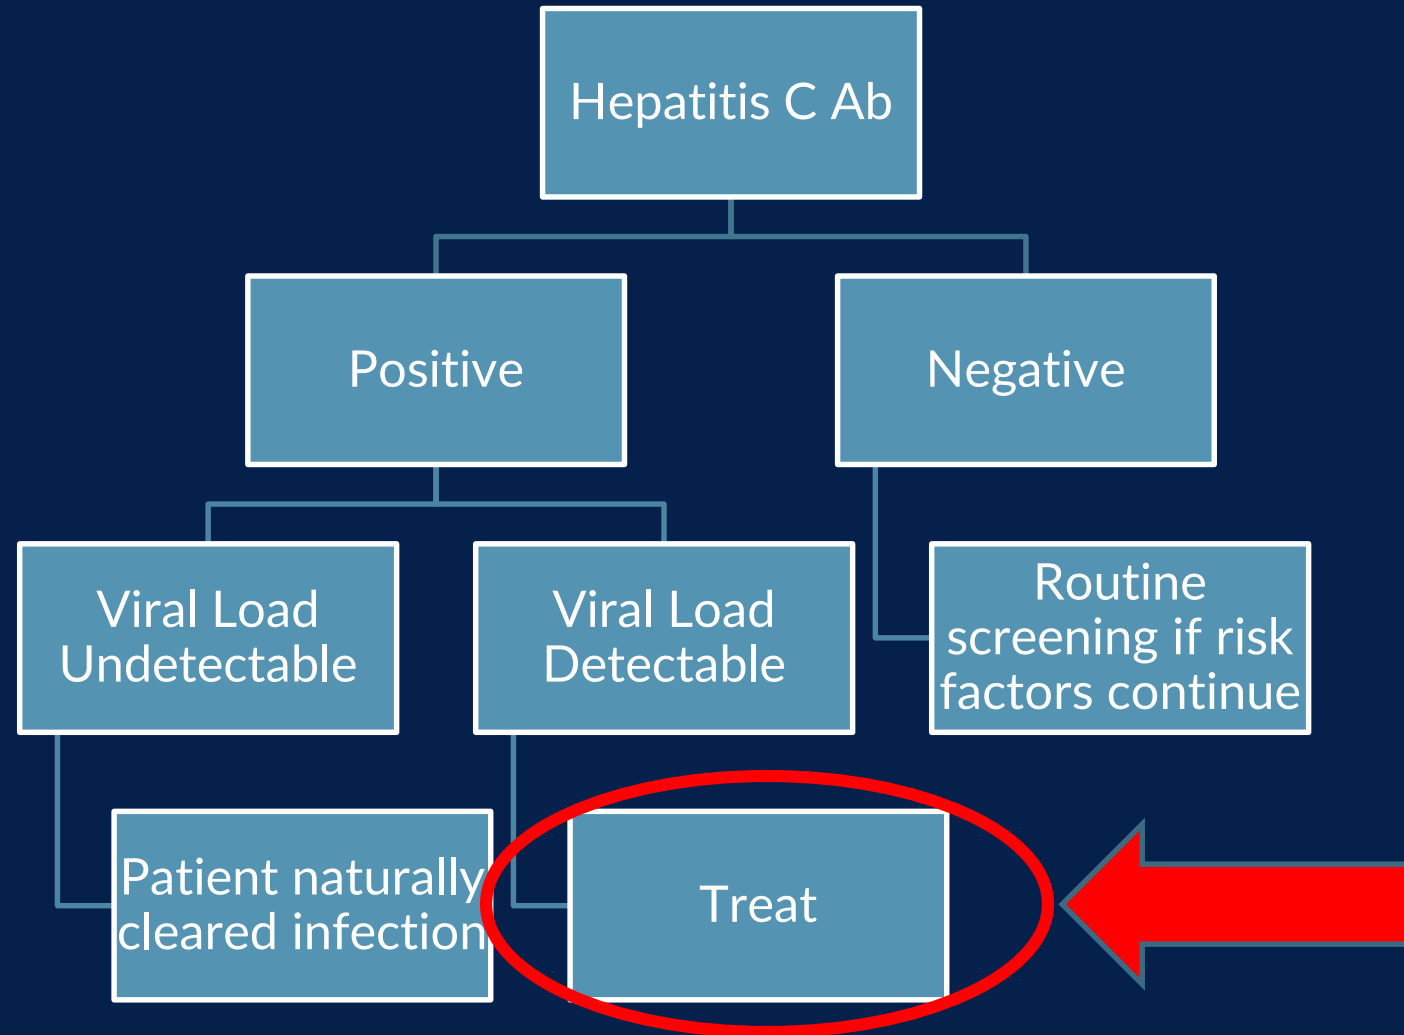 Hepatitis C Ab
Positive
Negative
Viral Load
Undetectable
Viral Load
Detectable
Routine
screening if risk
factors continue
Patient naturally
cleared infection
Treat